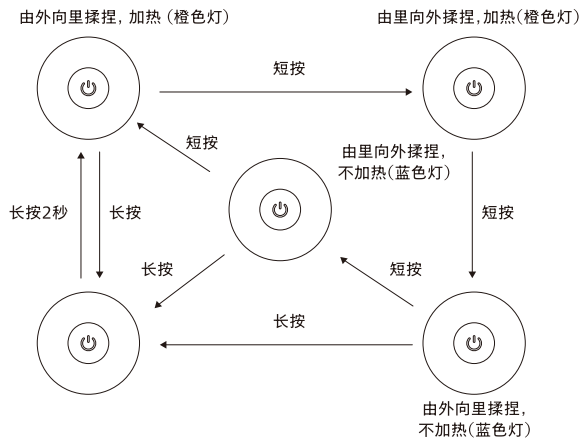 由外向里揉捏，加热（橙色灯）
由里向外揉捏，加热（橙色灯）
短按
短按
由里向外揉捏，
不加热（蓝色灯）
长按2秒
长按
短按
长按
短按
长按
由外向里揉捏，
不加热（蓝色灯）